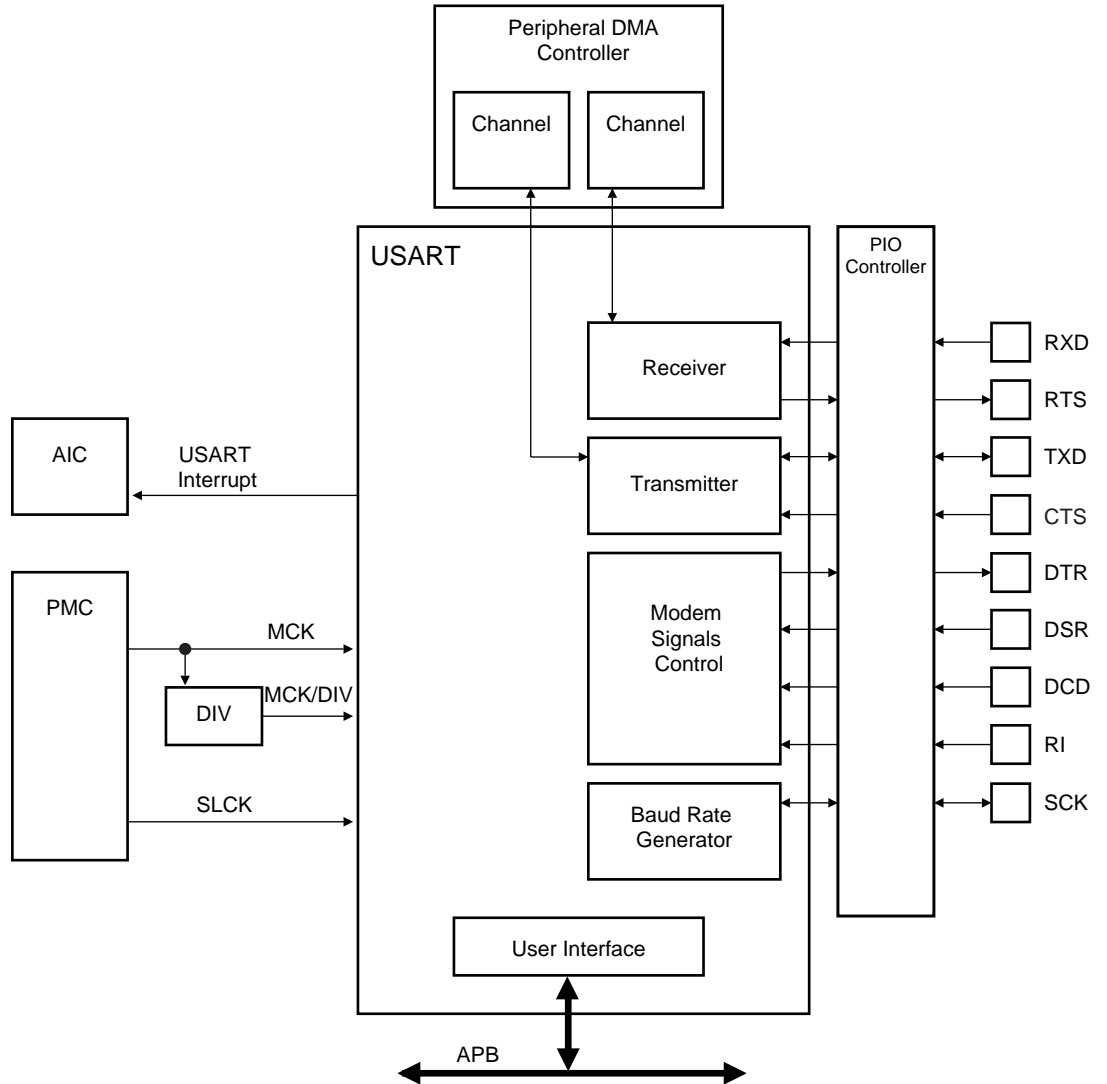 Peripheral DMA
Controller
Channel
Channel
USART
PIO
Controller
Receiver
RXD
RTS
AIC
USART
Interrupt
Transmitter
TXD
CTS
PMC
MCK
DIV
MCK/DIV
SLCK
Modem
Signals
Control
DTR
DSR
DCD
RI
Baud Rate
Generator
SCK
User Interface
APB